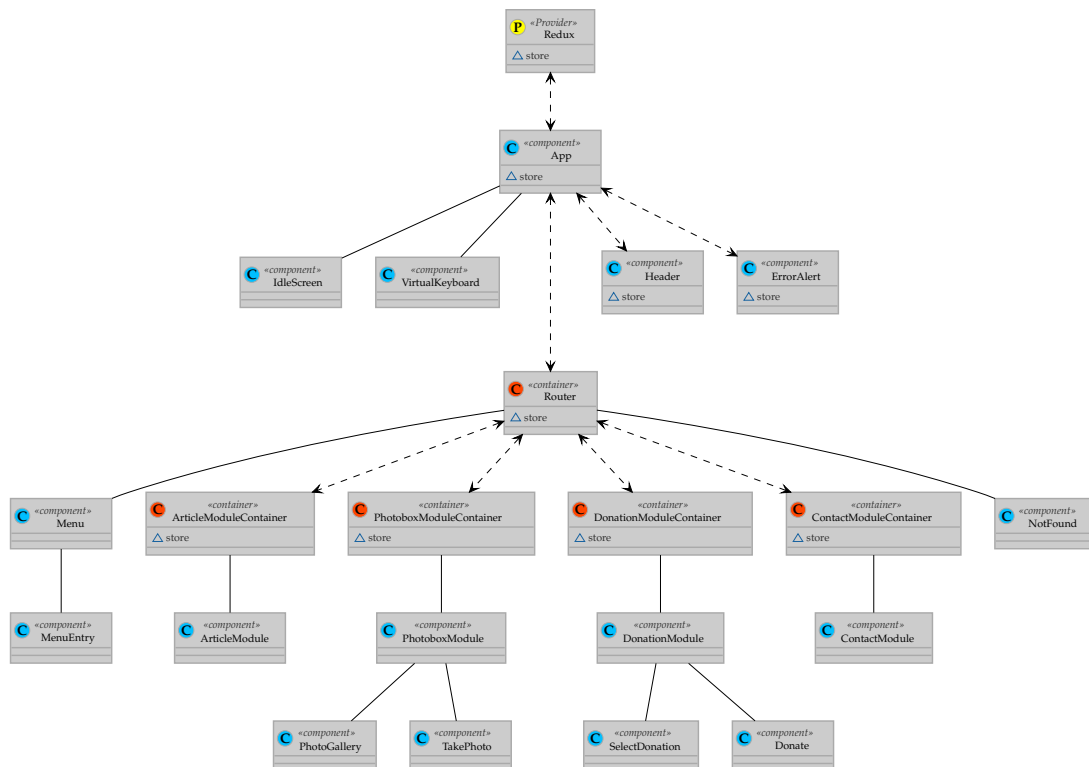 P «Provider»
Redux
store
C «component»
App
store
C «component»
IdleScreen
C «component»
VirtualKeyboard
C «component»
Header
store
C «component»
ErrorAlert
store
C «container»
Router
store
C «component»
Menu
C «container»
ArticleModuleContainer
store
C «container»
PhotoboxModuleContainer
store
C «container»
DonationModuleContainer
store
C «container»
ContactModuleContainer
store
C «component»
NotFound
C «component»
MenuEntry
C «component»
ArticleModule
C «component»
PhotoboxModule
C «component»
DonationModule
C «component»
ContactModule
C «component»
PhotoGallery
C «component»
TakePhoto
C «component»
SelectDonation
C «component»
Donate